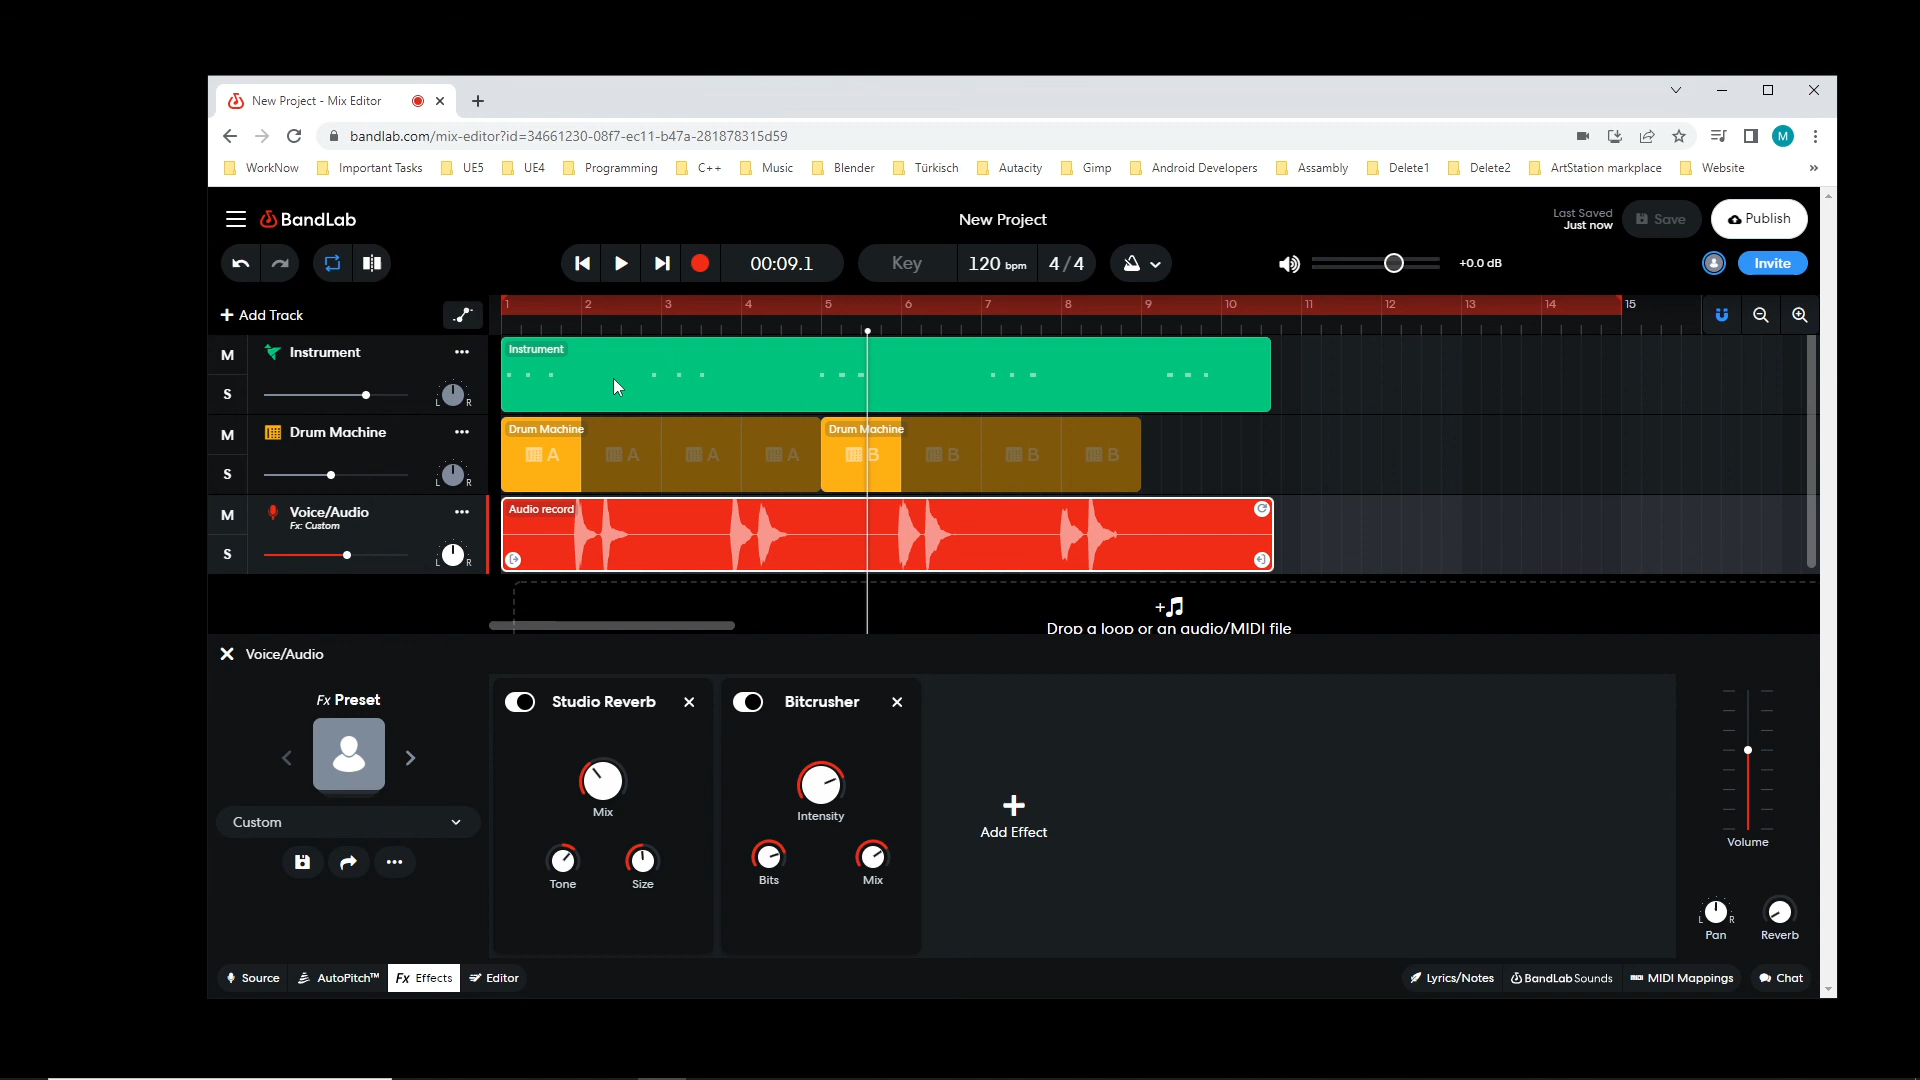 New Project - Mix Editor
bandlab.com/mix-editor?id=34661230-08f7-ec11-b47a-281878315d59
M
WorkNow Important Tasks UE5 UE4 Programming C++ Music Blender Türkisch Autacity Gimp Android Developers Assambly Delete1 Delete2 ArtStation markplace Website »
BandLab New Project Last Saved Just now Save Publish
00:09.1 Key 120 bpm 4/4 +0.0 dB Invite
+ Add Track 1 2 3 4 5 6 7 8 9 10 11 12 13 14 15
M Instrument Instrument
S L R
M Drum Machine Drum Machine Drum Machine
A A A A B B B B
S L R
M Voice/Audio Audio record
Fx: Custom
S L R
Drop a loop or an audio/MIDI file
Voice/Audio
Fx Preset Studio Reverb Bitcrusher
Mix Intensity
Custom Add Effect Volume
Tone Size Bits Mix
L R
Pan Reverb
Source AutoPitch™ Fx Effects Editor Lyrics/Notes BandLab Sounds MIDI Mappings Chat